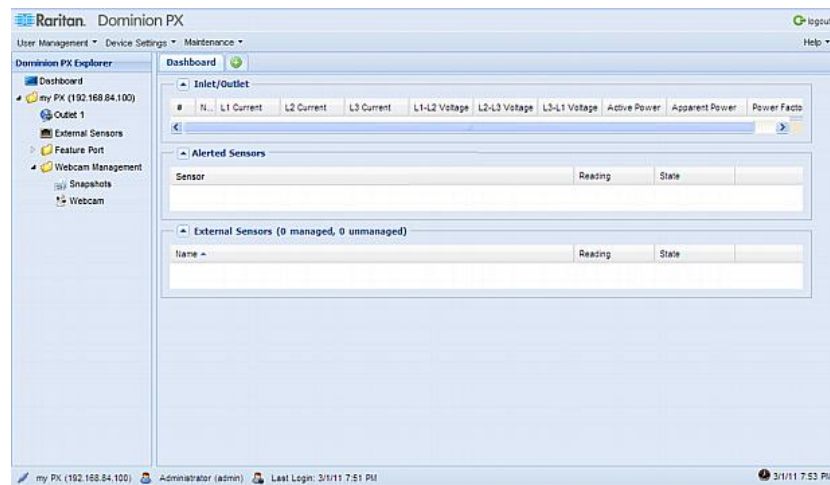 Raritan. Dominion PX
logout
User Management Device Settings Maintenance
Help
Dominion PX Explorer
Dashboard
my PX (192.168.84.100)
Outlet 1
External Sensors
Feature Port
Webcam Management
Snapshots
Webcam
Dashboard
Inlet/Outlet
# N... L1 Current L2 Current L3 Current L1-L2 Voltage L2-L3 Voltage L3-L1 Voltage Active Power Apparent Power Power Facto
Alerted Sensors
Sensor Reading State
External Sensors (0 managed, 0 unmanaged)
Name Reading State
my PX (192.168.84.100) Administrator (admin) Last Login: 3/1/11 7:51 PM
3/1/11 7:53 PM